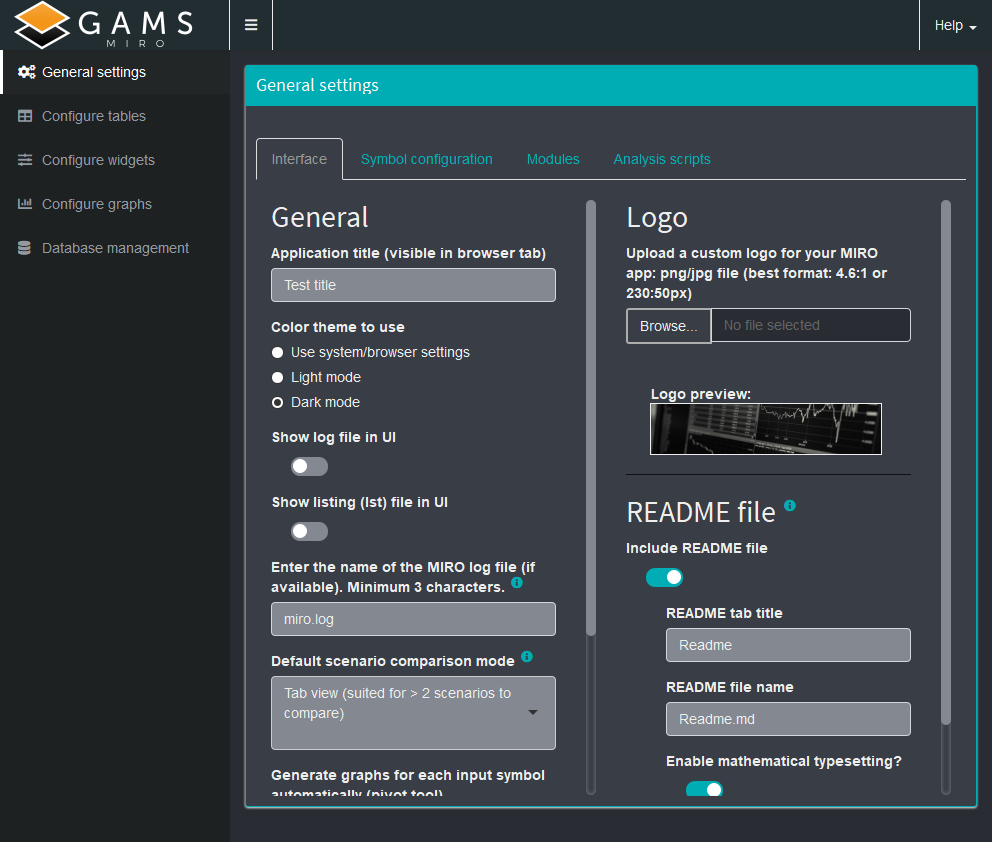 GAMS
MIRO
Help
General settings
Configure tables
Configure widgets
Configure graphs
Database management
General settings
Interface
Symbol configuration
Modules
Analysis scripts
General
Application title (visible in browser tab)
Test title
Color theme to use
Use system/browser settings
Light mode
Dark mode
Show log file in UI
Show listing (lst) file in UI
Enter the name of the MIRO log file (if
available). Minimum 3 characters.
miro.log
Default scenario comparison mode
Tab view (suited for > 2 scenarios to
compare)
Generate graphs for each input symbol
automatically (pivot tool)
Logo
Upload a custom logo for your MIRO
app: png/jpg file (best format: 4.6:1 or
230:50px)
Browse...
No file selected
Logo preview:
README file
Include README file
README tab title
Readme
README file name
Readme.md
Enable mathematical typesetting?